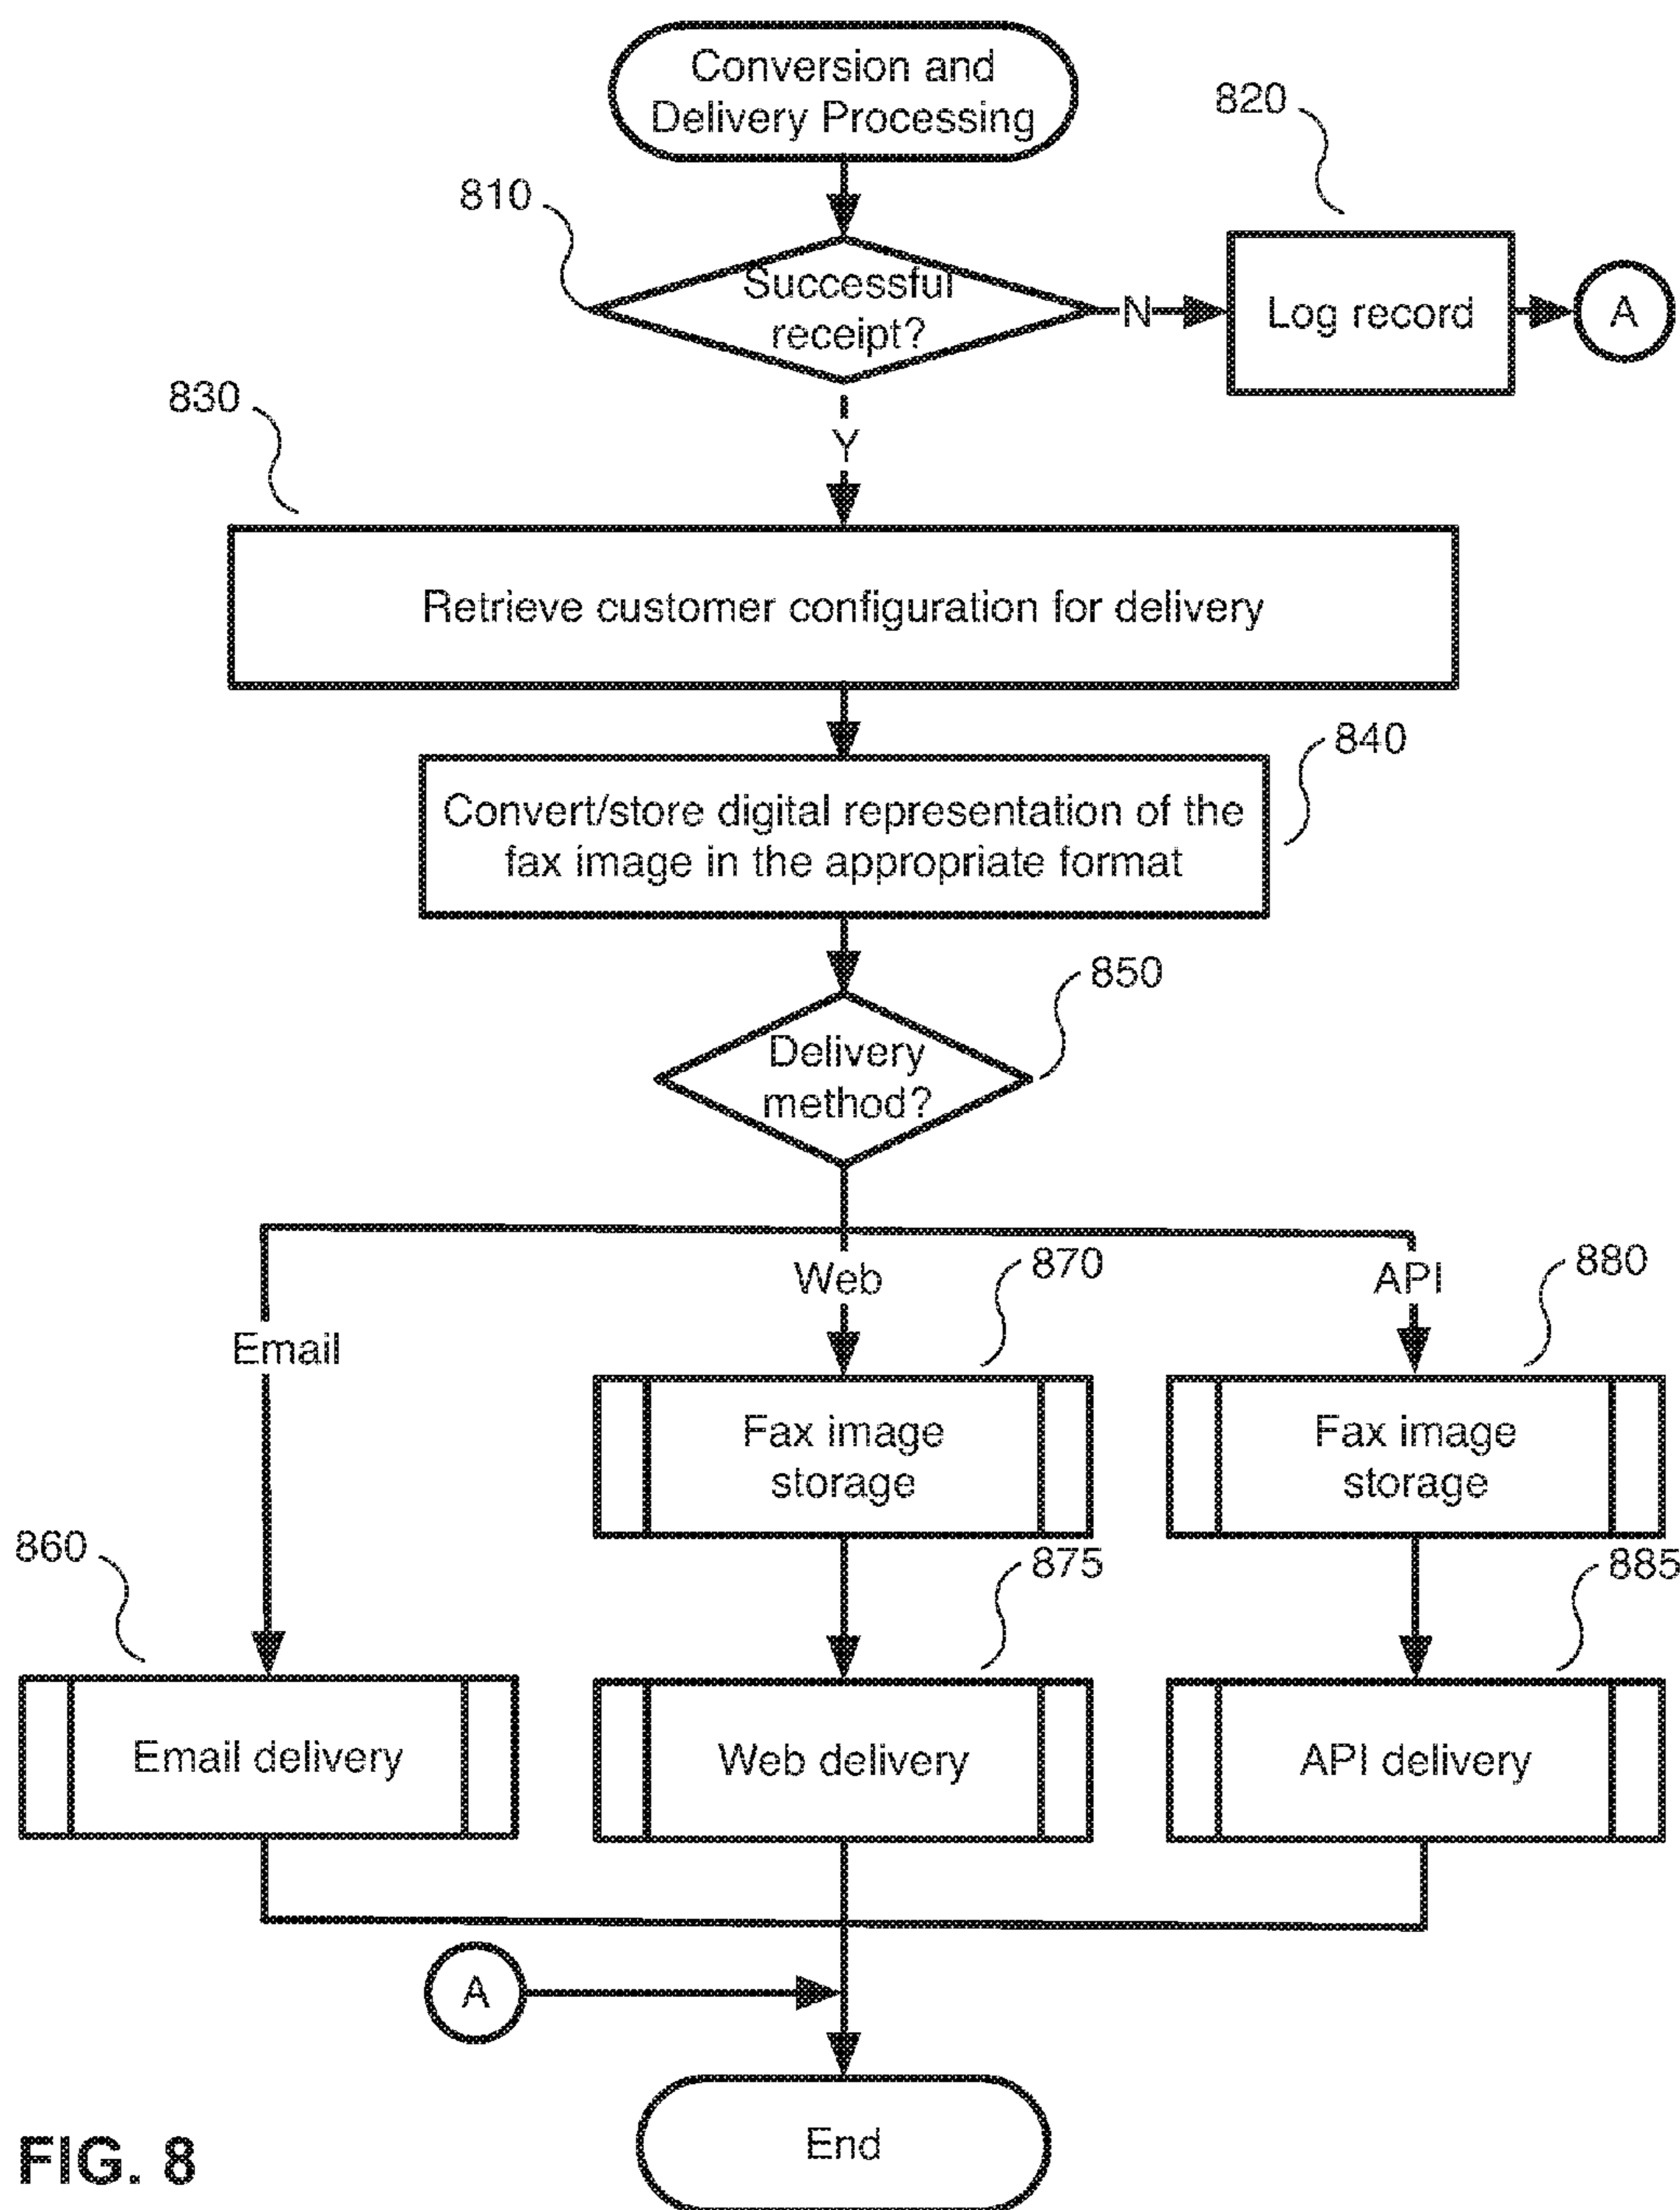 Conversion and
Delivery Processing
820
810
Successful
receipt?
N
Log record
A
830
Y
Retrieve customer configuration for delivery
840
Convert/store digital representation of the
fax image in the appropriate format
850
Delivery
method?
870
880
Web
API
Email
Fax image
storage
Fax image
storage
860
875
885
Email delivery
Web delivery
API delivery
A
End
FIG. 8